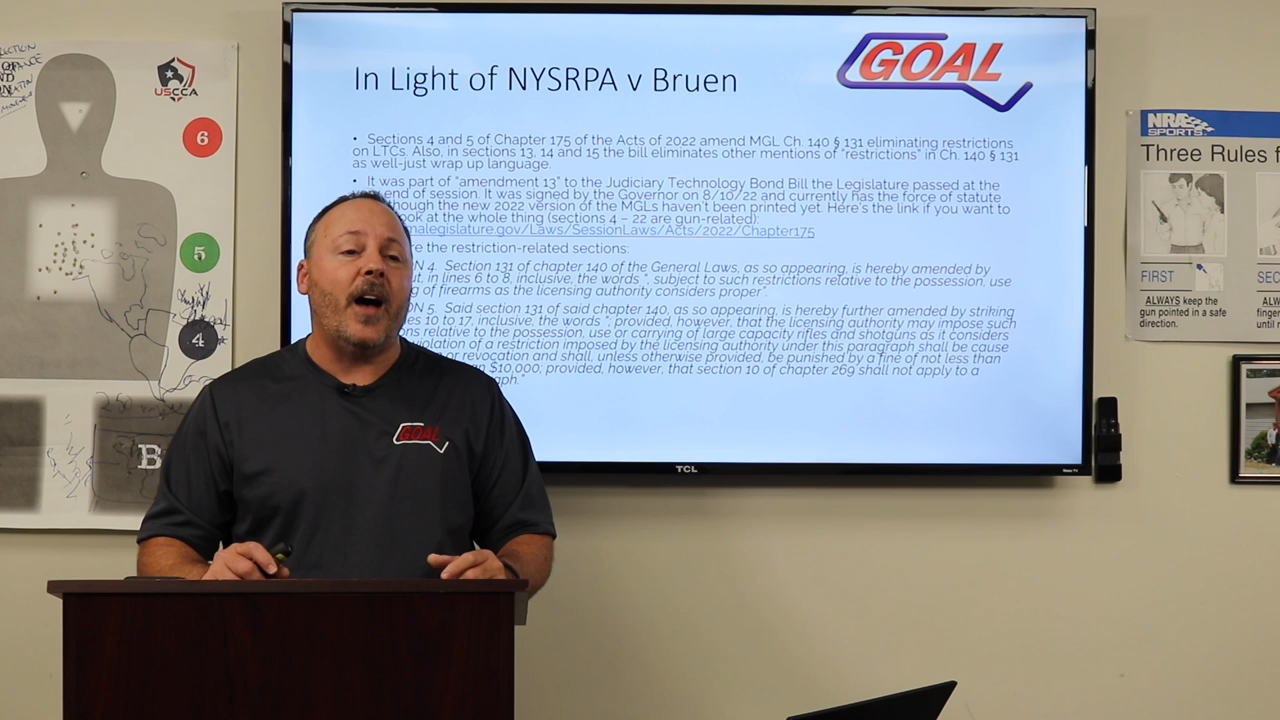 USCCA
6
5
4
B
In Light of NYSRPA v Bruen
GOAL
• Sections 4 and 5 of Chapter 175 of the Acts of 2022 amend MGL Ch. 140 § 131 eliminating restrictions
on LTCs. Also, in sections 13, 14 and 15 the bill eliminates other mentions of "restrictions" in Ch. 140 § 131
as well-just wrap up language.
• It was part of "amendment 13" to the Judiciary Technology Bond Bill the Legislature passed at the
end of session. It was signed by the Governor on 8/10/22 and currently has the force of statute
though the new 2022 version of the MGLs haven't been printed yet. Here's the link if you want to
look at the whole thing (sections 4 – 22 are gun-related):
malegislature.gov/Laws/SessionLaws/Acts/2022/Chapter175
the restriction-related sections:
4. Section 131 of chapter 140 of the General Laws, as so appearing, is hereby amended by
in lines 6 to 8, inclusive, the words ", subject to such restrictions relative to the possession, use
of firearms as the licensing authority considers proper".
5. Said section 131 of said chapter 140, as so appearing, is hereby further amended by striking
10 to 17, inclusive, the words "; provided, however, that the licensing authority may impose such
relative to the possession, use or carrying of large capacity rifles and shotguns as it considers
violation of a restriction imposed by the licensing authority under this paragraph shall be cause
or revocation and shall, unless otherwise provided, be punished by a fine of not less than
$10,000; provided, however, that section 10 of chapter 269 shall not apply to a
TCL
GOAL
NRA
SPORTS
Three Rules f
FIRST
ALWAYS keep the
gun pointed in a safe
direction.
SEC
ALW
finger
until r